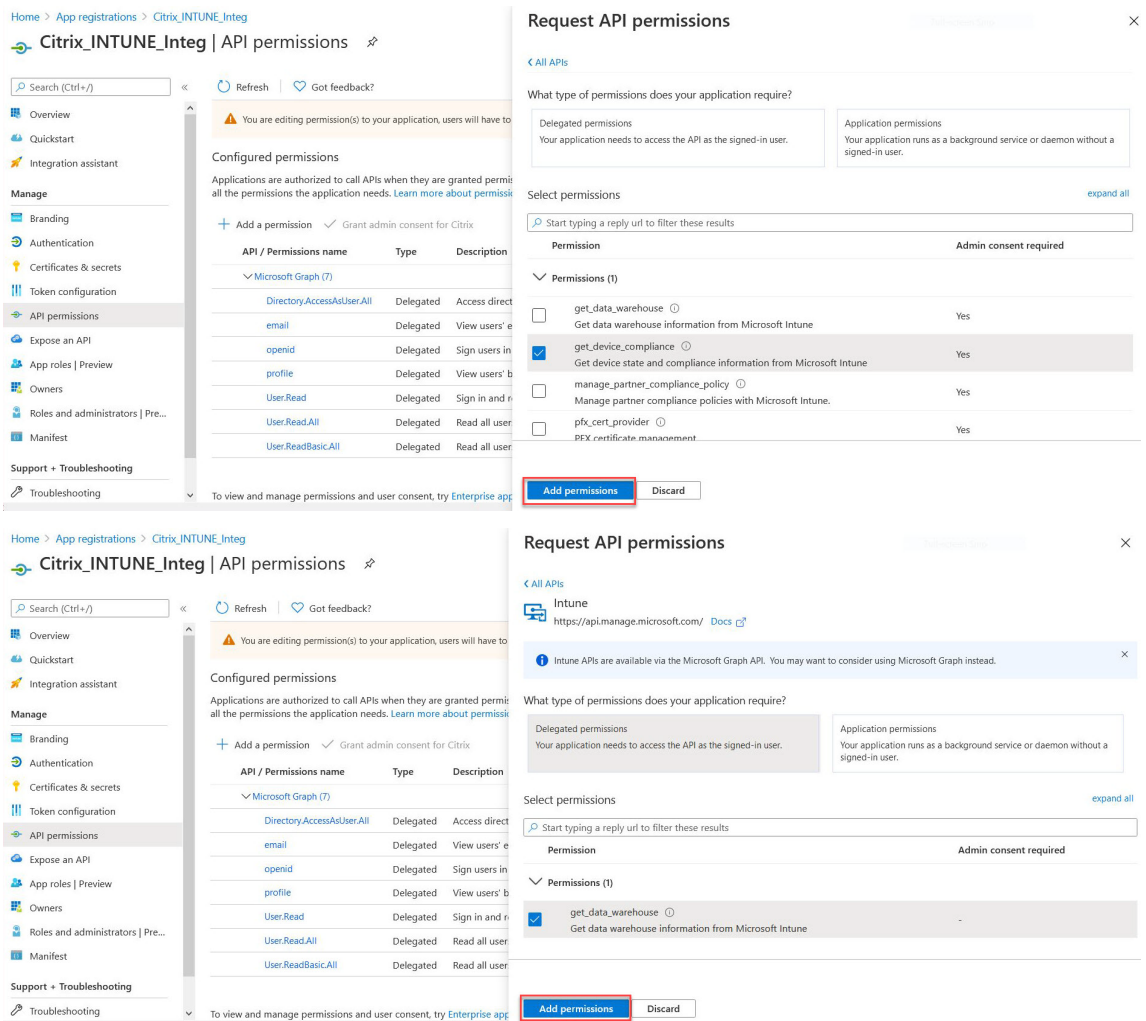 Home > App registrations > Citrix_INTUNE_Integ
Citrix_INTUNE_Integ | API permissions
Search (Ctrl+/)
«
Overview
Quickstart
Integration assistant
Manage
Branding
Authentication
Certificates & secrets
Token configuration
API permissions
Expose an API
App roles | Preview
Owners
Roles and administrators | Pre...
Manifest
Support + Troubleshooting
Troubleshooting
Refresh
Got feedback?
You are editing permission(s) to your application, users will have to
Configured permissions
Applications are authorized to call APIs when they are granted permis
all the permissions the application needs. Learn more about permissio
Add a permission Grant admin consent for Citrix
API / Permissions name Type Description
Microsoft Graph (7)
Directory.AccessAsUser.All Delegated Access direct
email Delegated View users' e
openid Delegated Sign users in
profile Delegated View users' b
User.Read Delegated Sign in and r
User.Read.All Delegated Read all user
User.ReadBasic.All Delegated Read all user
To view and manage permissions and user consent, try Enterprise app
Request API permissions
All APIs
What type of permissions does your application require?
Delegated permissions
Your application needs to access the API as the signed-in user.
Application permissions
Your application runs as a background service or daemon without a
signed-in user.
Select permissions expand all
Start typing a reply url to filter these results
Permission Admin consent required
Permissions (1)
get_data_warehouse
Get data warehouse information from Microsoft Intune
Yes
get_device_compliance
Get device state and compliance information from Microsoft Intune
Yes
manage_partner_compliance_policy
Manage partner compliance policies with Microsoft Intune.
Yes
pfx_cert_provider
PFX certificate management
Yes
Add permissions Discard
Home > App registrations > Citrix_INTUNE_Integ
Citrix_INTUNE_Integ | API permissions
Search (Ctrl+/)
«
Overview
Quickstart
Integration assistant
Manage
Branding
Authentication
Certificates & secrets
Token configuration
API permissions
Expose an API
App roles | Preview
Owners
Roles and administrators | Pre...
Manifest
Support + Troubleshooting
Troubleshooting
Refresh
Got feedback?
You are editing permission(s) to your application, users will have to
Configured permissions
Applications are authorized to call APIs when they are granted permis
all the permissions the application needs. Learn more about permissio
Add a permission Grant admin consent for Citrix
API / Permissions name Type Description
Microsoft Graph (7)
Directory.AccessAsUser.All Delegated Access direct
email Delegated View users' e
openid Delegated Sign users in
profile Delegated View users' b
User.Read Delegated Sign in and r
User.Read.All Delegated Read all user
User.ReadBasic.All Delegated Read all user
To view and manage permissions and user consent, try Enterprise app
Request API permissions
All APIs
Intune
https://api.manage.microsoft.com/ Docs
Intune APIs are available via the Microsoft Graph API. You may want to consider using Microsoft Graph instead.
What type of permissions does your application require?
Delegated permissions
Your application needs to access the API as the signed-in user.
Application permissions
Your application runs as a background service or daemon without a
signed-in user.
Select permissions expand all
Start typing a reply url to filter these results
Permission Admin consent required
Permissions (1)
get_data_warehouse
Get data warehouse information from Microsoft Intune
-
Add permissions Discard